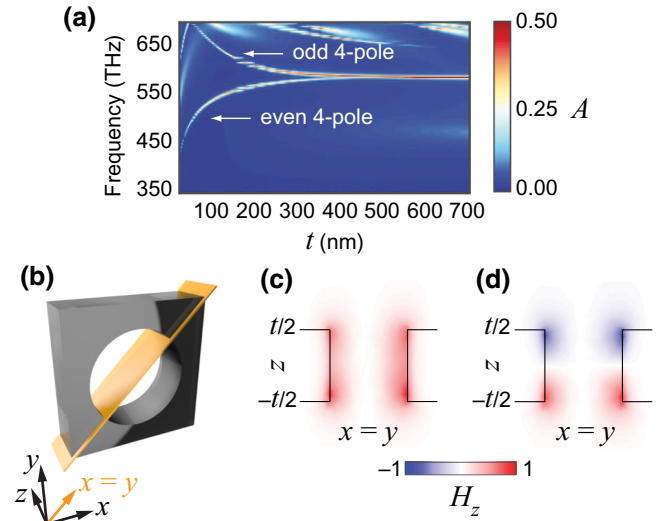 (a)
Frequency (THz)
650
550
450
350
odd 4-pole
even 4-pole
100 200 300 400 500 600 700
t (nm)
0.50
0.25
0.00
A
(b)
y
z
x = y
x
(c)
t/2
z
−t/2
x = y
(d)
t/2
z
−t/2
x = y
−1 1
Hz